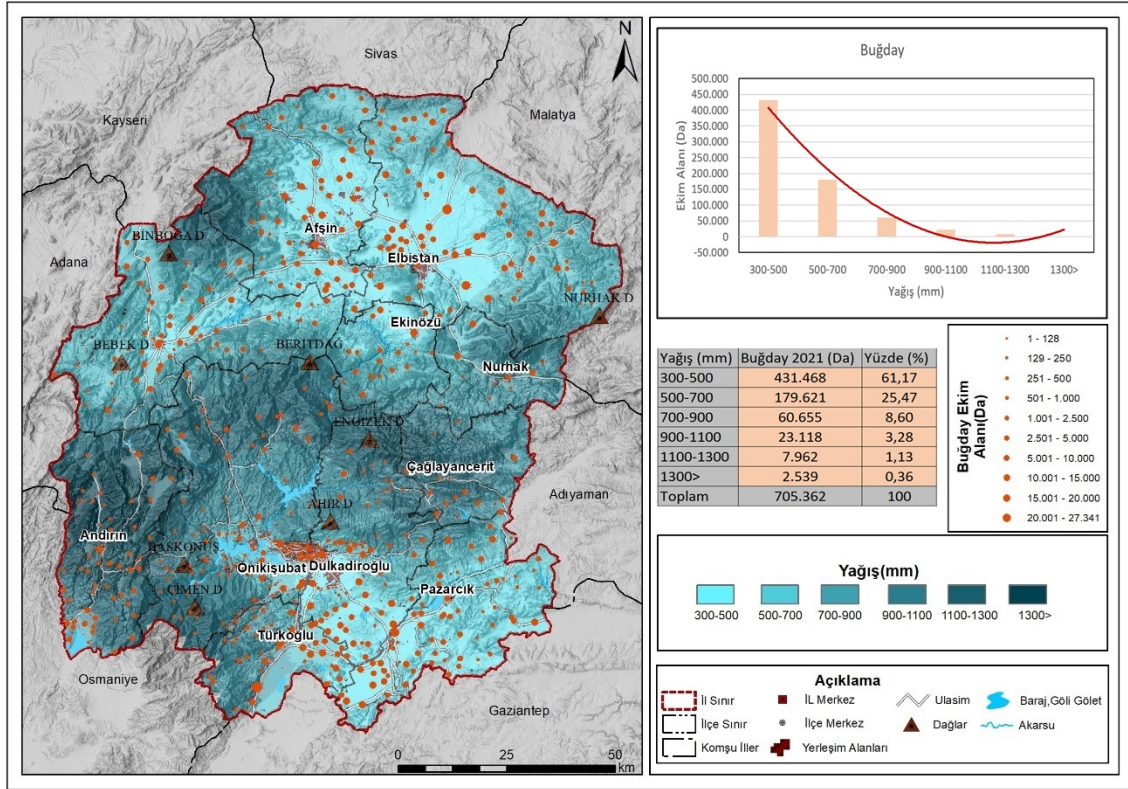 N
Sivas
Malatya
Kayseri
Adana
Afşin
BİNBOĞA D
Elbistan
NURHAK D
Ekinözü
BEBEK D
BERİTDAĞ
Nurhak
ENGİZEK D
Çağlayancerit
Adıyaman
AHIR D
Andırın
BAŞKONUŞ
Onikişubat
Dulkadiroğlu
ÇİMEN D
Pazarcık
Türkoğlu
Osmaniye
Gaziantep
0 25 50
km
Buğday
Ekim Alanı (Da)
500.000
450.000
400.000
350.000
300.000
250.000
200.000
150.000
100.000
50.000
0
-50.000
300-500 500-700 700-900 900-1100 1100-1300 1300>
Yağış (mm)
Yağış (mm) Buğday 2021 (Da) Yüzde (%)
300-500 431.468 61,17
500-700 179.621 25,47
700-900 60.655 8,60
900-1100 23.118 3,28
1100-1300 7.962 1,13
1300> 2.539 0,36
Toplam 705.362 100
Buğday Ekim
Alanı(Da)
1 - 128
129 - 250
251 - 500
501 - 1.000
1.001 - 2.500
2.501 - 5.000
5.001 - 10.000
10.001 - 15.000
15.001 - 20.000
20.001 - 27.341
Yağış(mm)
300-500 500-700 700-900 900-1100 1100-1300 1300>
Açıklama
İl Sınır İL Merkez Ulasim Baraj,Göli Gölet
İlçe Sınır İlçe Merkez Dağlar Akarsu
Komşu İller Yerleşim Alanları